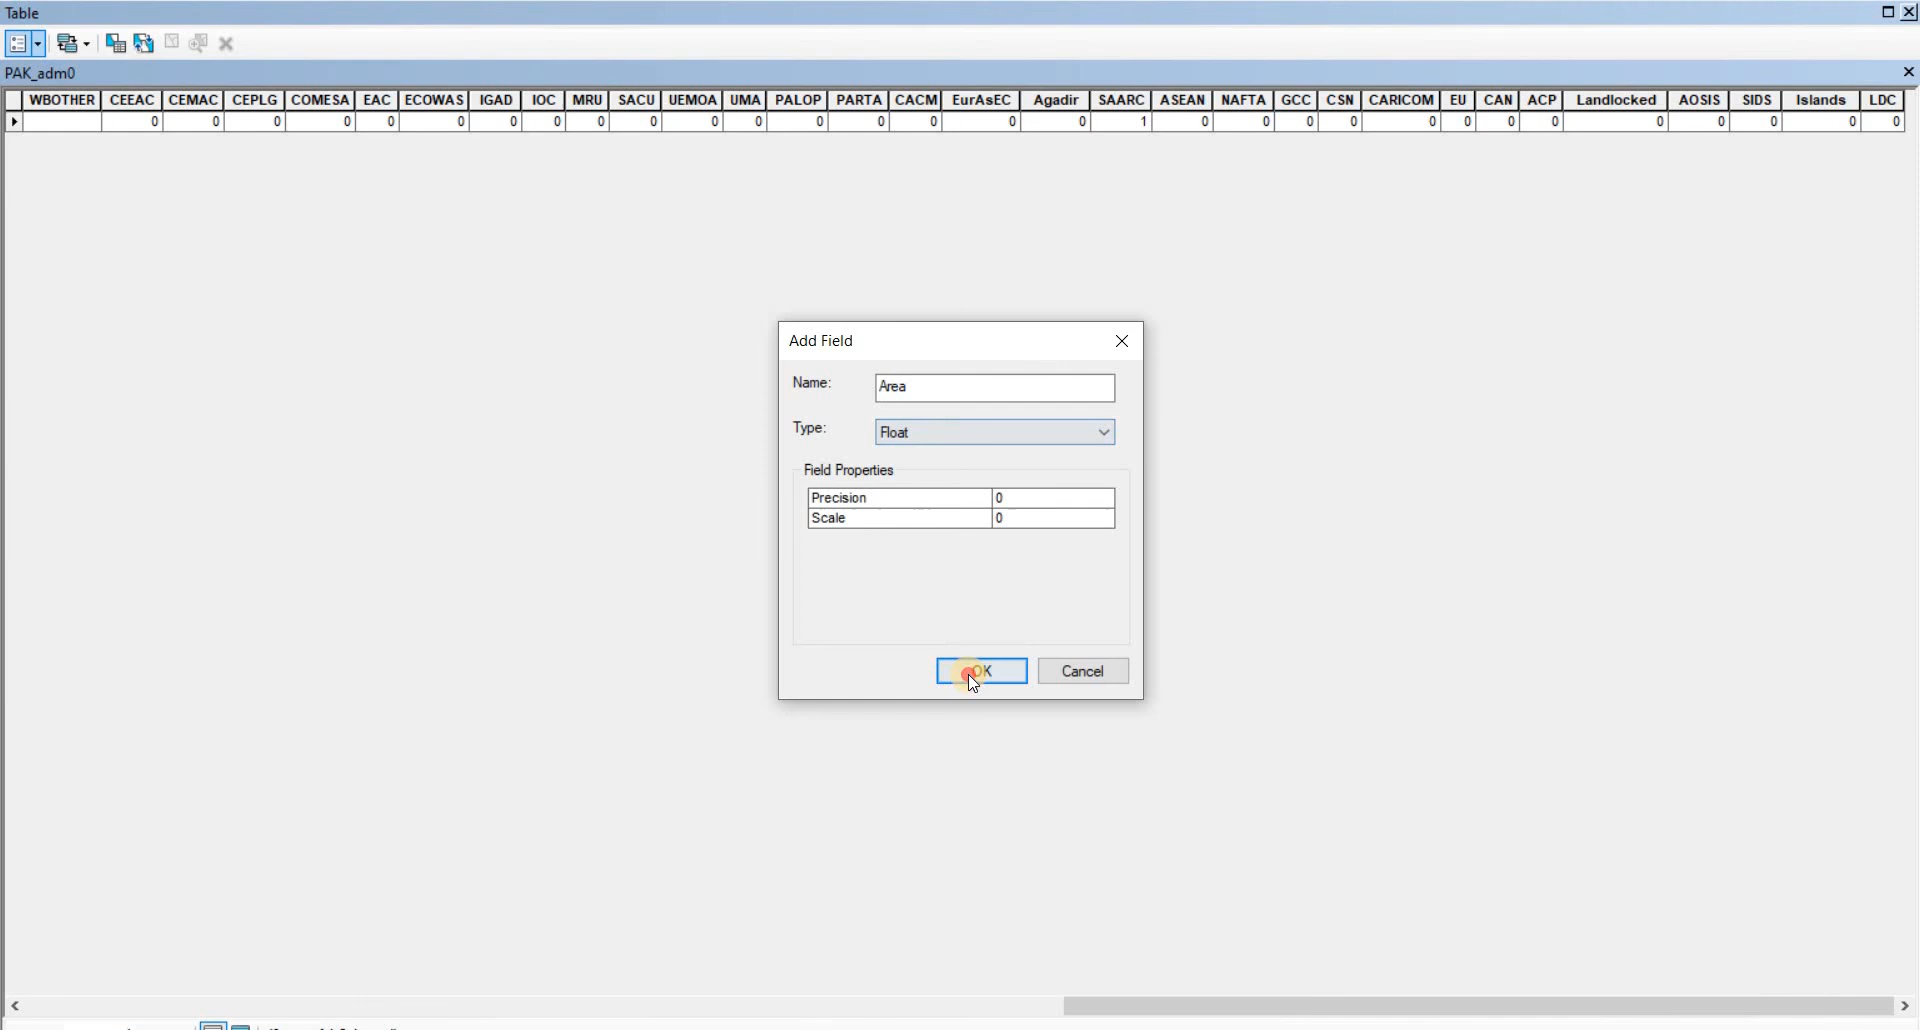 Table
PAK_adm0
WBOTHER CEEAC CEMAC CEPLG COMESA EAC ECOWAS IGAD IOC MRU SACU UEMOA UMA PALOP PARTA CACM EurAsEC Agadir SAARC ASEAN NAFTA GCC CSN CARICOM EU CAN ACP Landlocked AOSIS SIDS Islands LDC
0 0 0 0 0 0 0 0 0 0 0 0 0 0 0 0 0 1 0 0 0 0 0 0 0 0 0 0 0 0 0
Add Field
Name: Area
Type: Float
Field Properties
Precision 0
Scale 0
OK Cancel